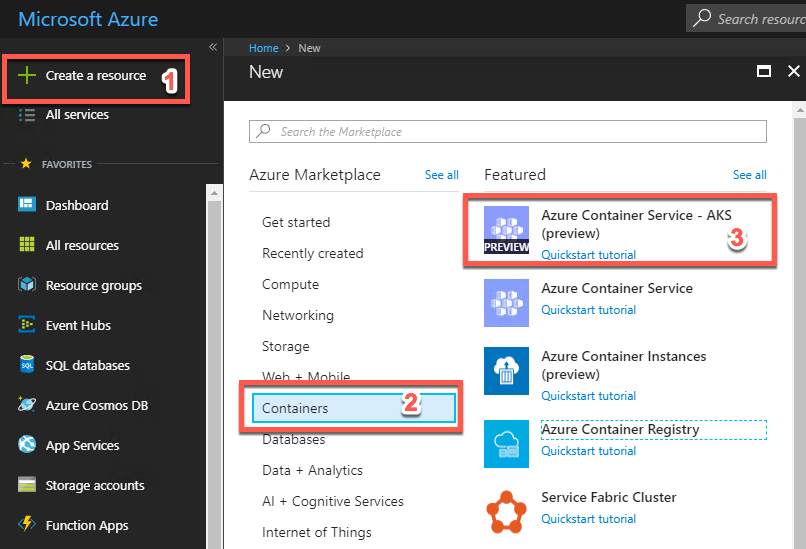 Microsoft Azure
Search resourc
«
Home > New
New
Create a resource
1
All services
FAVORITES
Dashboard
All resources
Resource groups
Event Hubs
SQL databases
Azure Cosmos DB
App Services
Storage accounts
Function Apps
Search the Marketplace
Azure Marketplace
See all
Get started
Recently created
Compute
Networking
Storage
Web + Mobile
Containers
2
Databases
Data + Analytics
AI + Cognitive Services
Internet of Things
Featured
See all
PREVIEW
Azure Container Service - AKS
(preview)
3
Quickstart tutorial
Azure Container Service
Quickstart tutorial
Azure Container Instances
(preview)
Quickstart tutorial
Azure Container Registry
Quickstart tutorial
Service Fabric Cluster
Quickstart tutorial